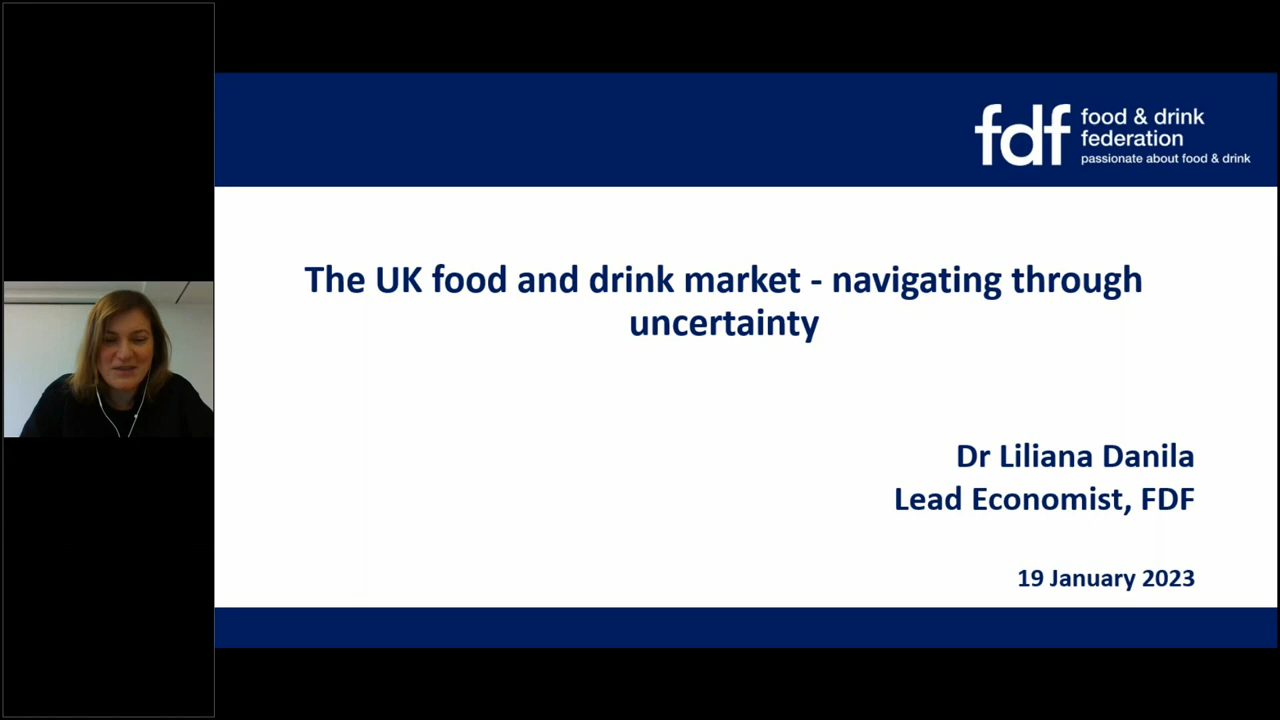 fdf
food & drink
federation
passionate about food & drink
The UK food and drink market - navigating through
uncertainty
Dr Liliana Danila
Lead Economist, FDF
19 January 2023